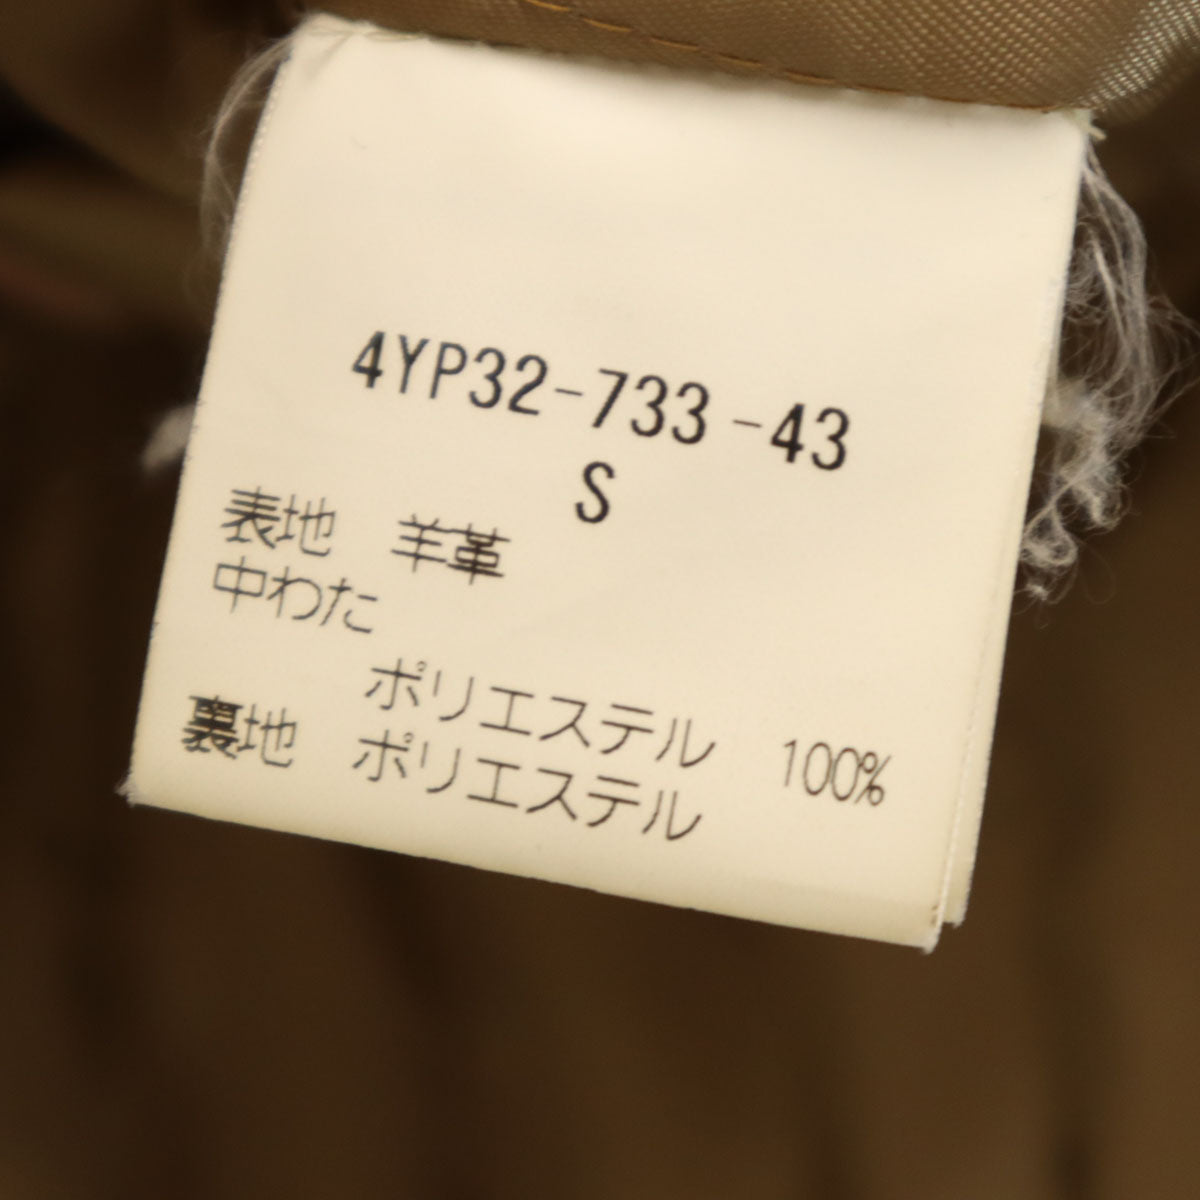 4YP32-733-43
S
表地 羊革
中わた
ポリエステル 100%
裏地 ポリエステル